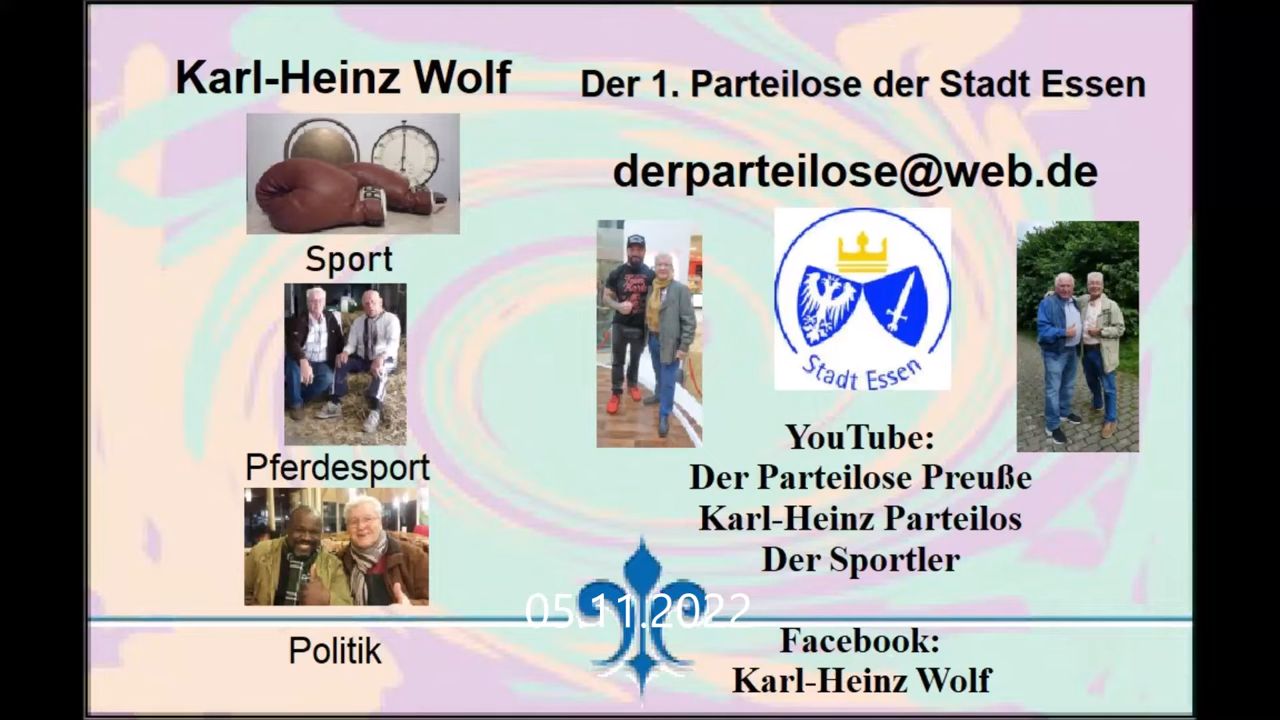 Karl-Heinz Wolf
Der 1. Parteilose der Stadt Essen
derparteilose@web.de
Sport
Pferdesport
Politik
Stadt Essen
YouTube:
Der Parteilose Preuße
Karl-Heinz Parteilos
Der Sportler
05.11.2022
Facebook:
Karl-Heinz Wolf